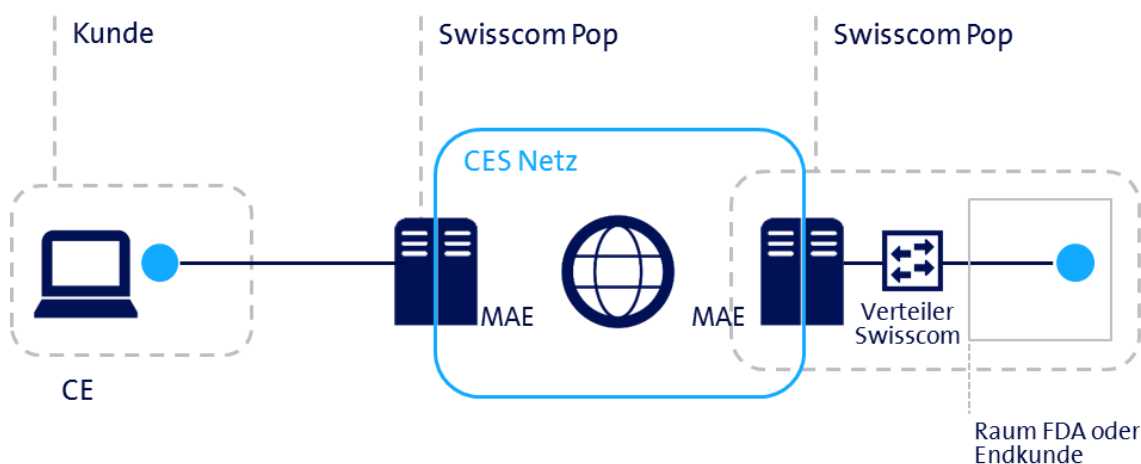 Kunde
Swisscom Pop
Swisscom Pop
CES Netz
MAE
MAE
Verteiler
Swisscom
CE
Raum FDA oder
Endkunde